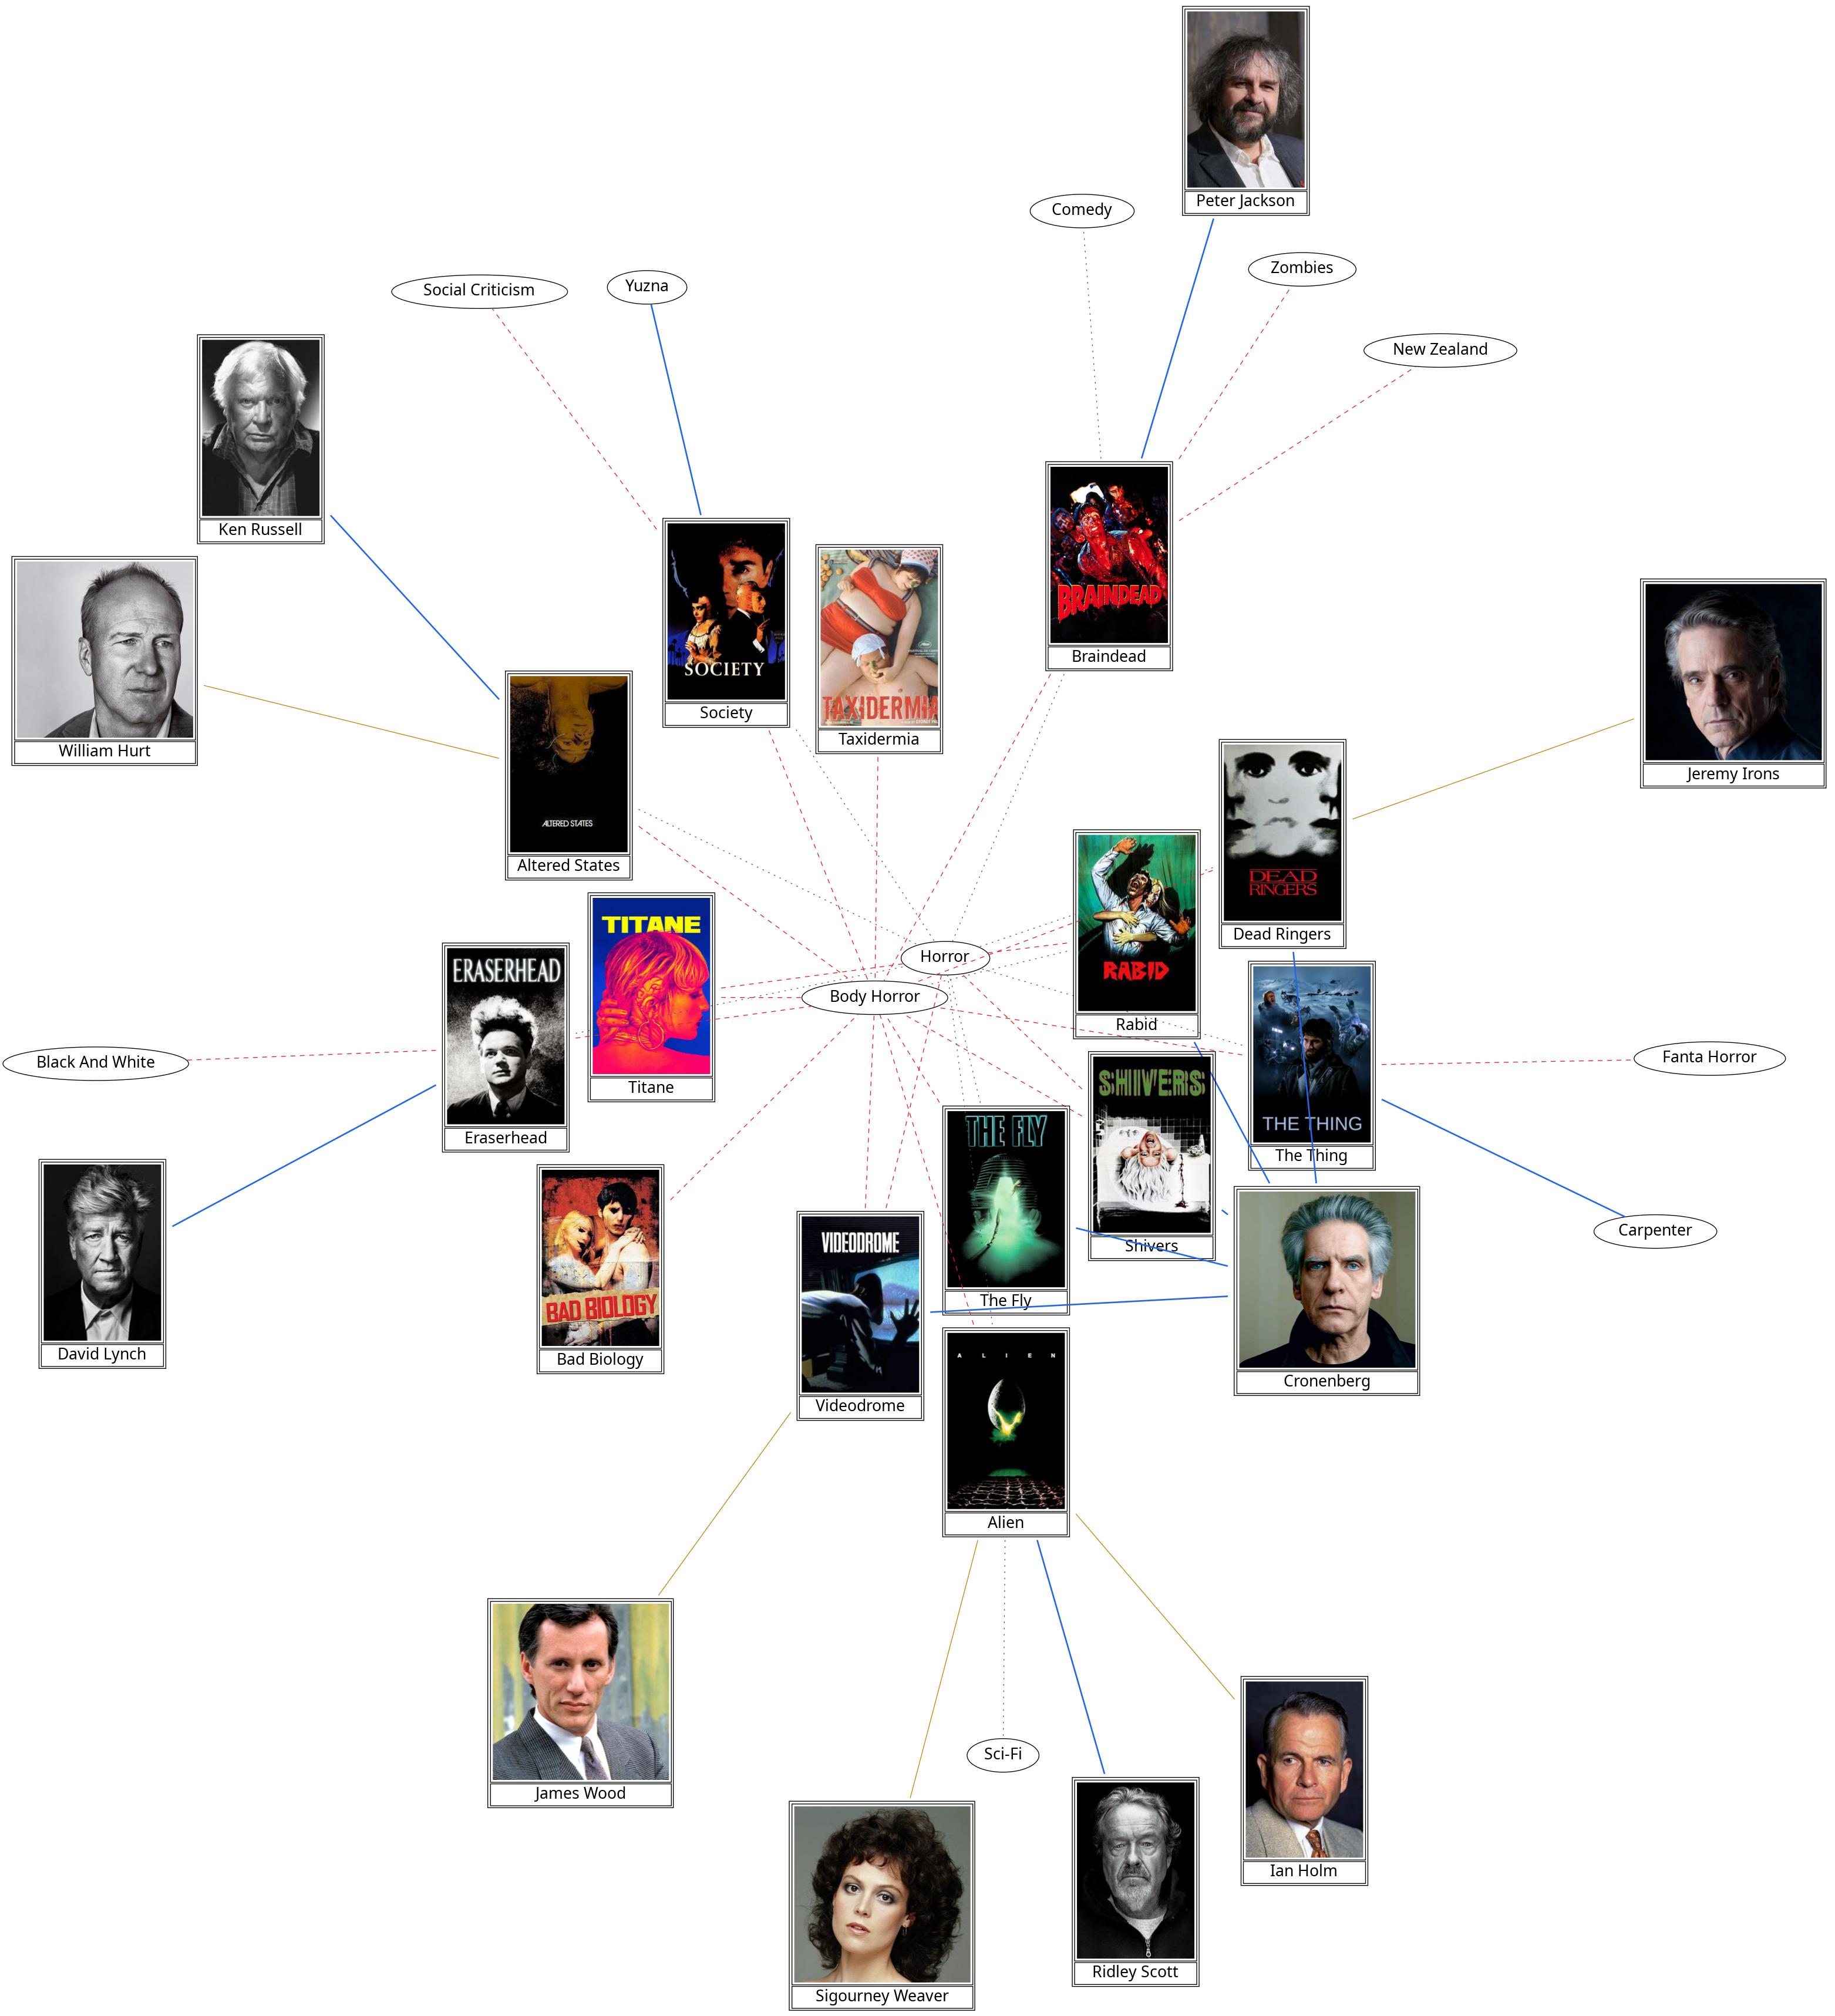 Peter Jackson
Comedy
Zombies
Social Criticism
Yuzna
New Zealand
Ken Russell
BRAINDEAD
Braindead
SOCIETY
Society
TAXIDERMIA
Taxidermia
William Hurt
Jeremy Irons
ALTERED STATES
Altered States
DEAD
RINGERS
Dead Ringers
TITANE
Titane
ERASERHEAD
Eraserhead
Horror
Body Horror
RABID
Rabid
Black And White
Fanta Horror
SHIVERS
Shivers
THE THING
The Thing
THE FLY
The Fly
Carpenter
David Lynch
BAD BIOLOGY
Bad Biology
VIDEODROME
Videodrome
Cronenberg
A L I E N
Alien
James Wood
Sci-Fi
Ian Holm
Ridley Scott
Sigourney Weaver